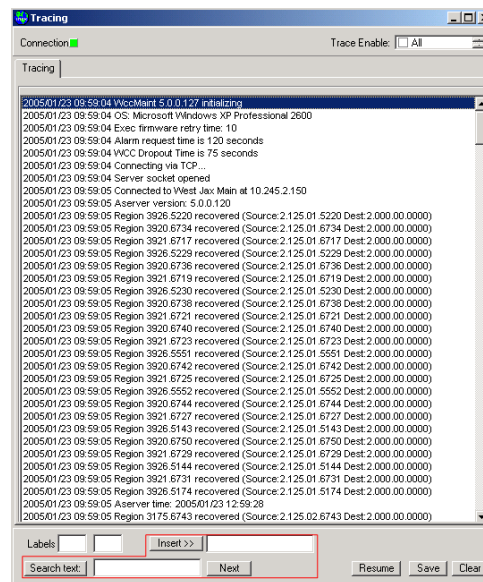 Tracing
Connection Trace Enable: All
Tracing
2005/01/23 09:59:04 WccMaint 5.0.0.127 initializing
2005/01/23 09:59:04 OS: Microsoft Windows XP Professional 2600
2005/01/23 09:59:04 Exec firmware retry time: 10
2005/01/23 09:59:04 Alarm request time is 120 seconds
2005/01/23 09:59:04 WCC Dropout Time is 75 seconds
2005/01/23 09:59:04 Connecting via TCP...
2005/01/23 09:59:04 Server socket opened
2005/01/23 09:59:05 Connected to West Jax Main at 10.245.2.150
2005/01/23 09:59:05 Aserver version: 5.0.0.120
2005/01/23 09:59:05 Region 3926.5220 recovered (Source:2.125.01.5220 Dest:2.000.00.0000)
2005/01/23 09:59:05 Region 3920.6734 recovered (Source:2.125.01.6734 Dest:2.000.00.0000)
2005/01/23 09:59:05 Region 3921.6717 recovered (Source:2.125.01.6717 Dest:2.000.00.0000)
2005/01/23 09:59:05 Region 3926.5229 recovered (Source:2.125.01.5229 Dest:2.000.00.0000)
2005/01/23 09:59:05 Region 3920.6736 recovered (Source:2.125.01.6736 Dest:2.000.00.0000)
2005/01/23 09:59:05 Region 3921.6719 recovered (Source:2.125.01.6719 Dest:2.000.00.0000)
2005/01/23 09:59:05 Region 3926.5230 recovered (Source:2.125.01.5230 Dest:2.000.00.0000)
2005/01/23 09:59:05 Region 3920.6738 recovered (Source:2.125.01.6738 Dest:2.000.00.0000)
2005/01/23 09:59:05 Region 3921.6721 recovered (Source:2.125.01.6721 Dest:2.000.00.0000)
2005/01/23 09:59:05 Region 3920.6740 recovered (Source:2.125.01.6740 Dest:2.000.00.0000)
2005/01/23 09:59:05 Region 3921.6723 recovered (Source:2.125.01.6723 Dest:2.000.00.0000)
2005/01/23 09:59:05 Region 3926.5551 recovered (Source:2.125.01.5551 Dest:2.000.00.0000)
2005/01/23 09:59:05 Region 3920.6742 recovered (Source:2.125.01.6742 Dest:2.000.00.0000)
2005/01/23 09:59:05 Region 3921.6725 recovered (Source:2.125.01.6725 Dest:2.000.00.0000)
2005/01/23 09:59:05 Region 3926.5552 recovered (Source:2.125.01.5552 Dest:2.000.00.0000)
2005/01/23 09:59:05 Region 3920.6744 recovered (Source:2.125.01.6744 Dest:2.000.00.0000)
2005/01/23 09:59:05 Region 3921.6727 recovered (Source:2.125.01.6727 Dest:2.000.00.0000)
2005/01/23 09:59:05 Region 3926.5143 recovered (Source:2.125.01.5143 Dest:2.000.00.0000)
2005/01/23 09:59:05 Region 3920.6750 recovered (Source:2.125.01.6750 Dest:2.000.00.0000)
2005/01/23 09:59:05 Region 3921.6729 recovered (Source:2.125.01.6729 Dest:2.000.00.0000)
2005/01/23 09:59:05 Region 3926.5144 recovered (Source:2.125.01.5144 Dest:2.000.00.0000)
2005/01/23 09:59:05 Region 3921.6731 recovered (Source:2.125.01.6731 Dest:2.000.00.0000)
2005/01/23 09:59:05 Region 3926.5174 recovered (Source:2.125.01.5174 Dest:2.000.00.0000)
2005/01/23 09:59:05 Aserver time: 2005/01/23 12:59:28
2005/01/23 09:59:05 Region 3175.6743 recovered (Source:2.125.02.6743 Dest:2.000.00.0000)
Labels Insert >>
Search text: Next Resume Save Clear